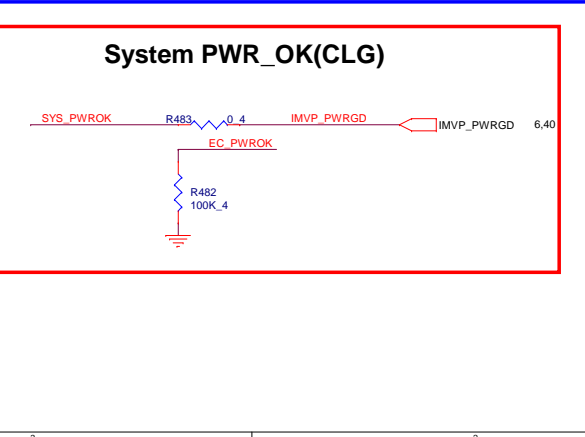 System PWR_OK(CLG)
SYS_PWROK R483 0_4 IMVP_PWRGD IMVP_PWRGD 6,40
EC_PWROK
R482
100K_4